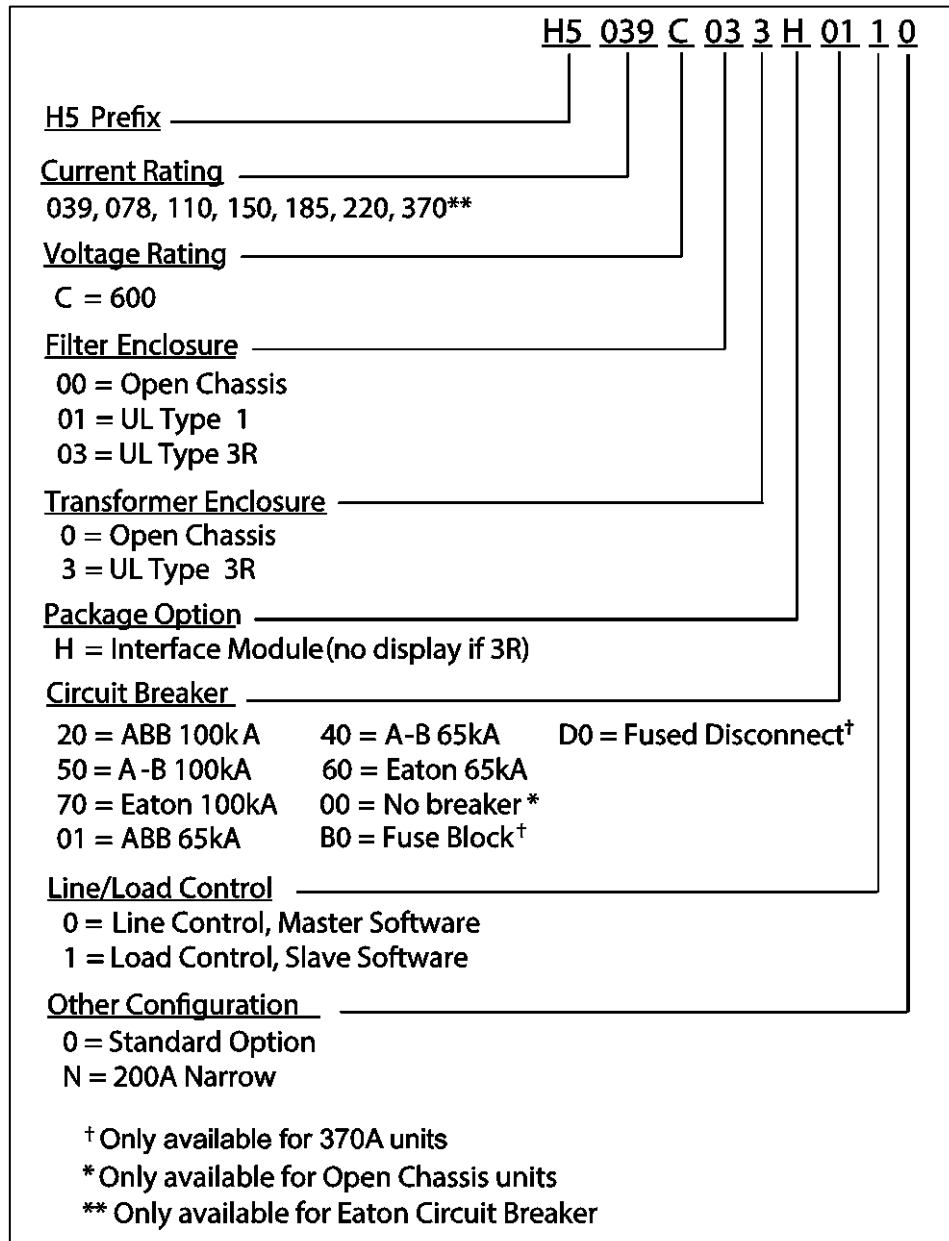 H5 039 C 03 3 H 01 1 0
H5 Prefix
Current Rating
039, 078, 110, 150, 185, 220, 370**
Voltage Rating
C = 600
Filter Enclosure
00 = Open Chassis
01 = UL Type 1
03 = UL Type 3R
Transformer Enclosure
0 = Open Chassis
3 = UL Type 3R
Package Option
H = Interface Module(no display if 3R)
Circuit Breaker
20 = ABB 100kA 40 = A-B 65kA D0 = Fused Disconnect†
50 = A-B 100kA 60 = Eaton 65kA
70 = Eaton 100kA 00 = No breaker*
01 = ABB 65kA B0 = Fuse Block†
Line/Load Control
0 = Line Control, Master Software
1 = Load Control, Slave Software
Other Configuration
0 = Standard Option
N = 200A Narrow
† Only available for 370A units
* Only available for Open Chassis units
** Only available for Eaton Circuit Breaker